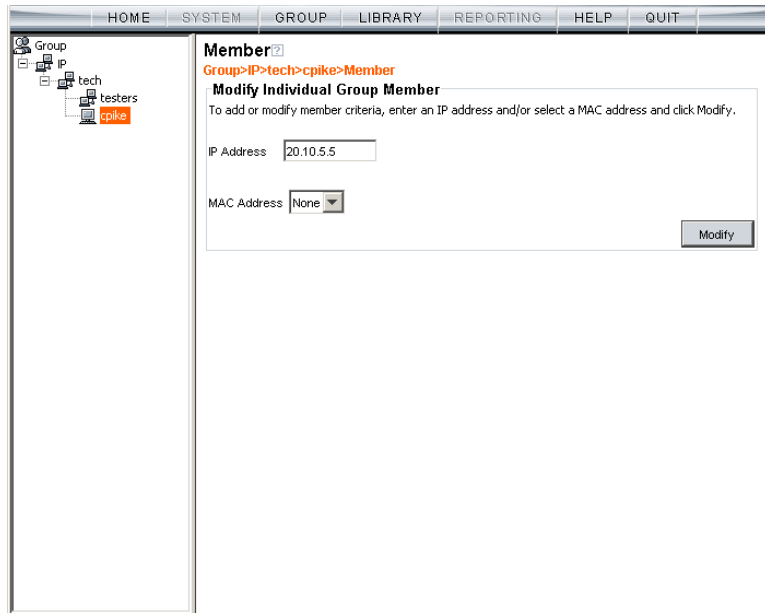 HOME SYSTEM GROUP LIBRARY REPORTING HELP QUIT
Group
IP
tech
testers
cpike
Member?
Group>IP>tech>cpike>Member
Modify Individual Group Member
To add or modify member criteria, enter an IP address and/or select a MAC address and click Modify.
IP Address 20.10.5.5
MAC Address None
Modify